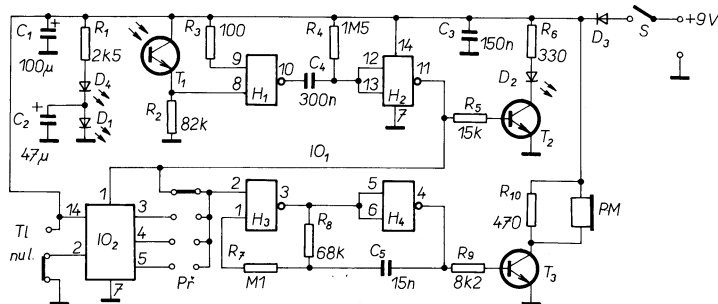 C1 + 100µ
R1 2k5
D4
D1
C2 + 47µ
T1
R2 82k
R3 100
9
8
10
H1
C4 300n
R4 1M5
12
13
14
11
H2
7
C3 150n
R6 330
D2
D3
S
+9V
R5 15k
T2
IO1
1
14
2
IO2
3
4
5
7
Tl
nul.
Př
2
1
3
H3
R7 M1
R8 68k
5
6
4
H4
C5 15n
R9 8k2
R10 470
PM
T3